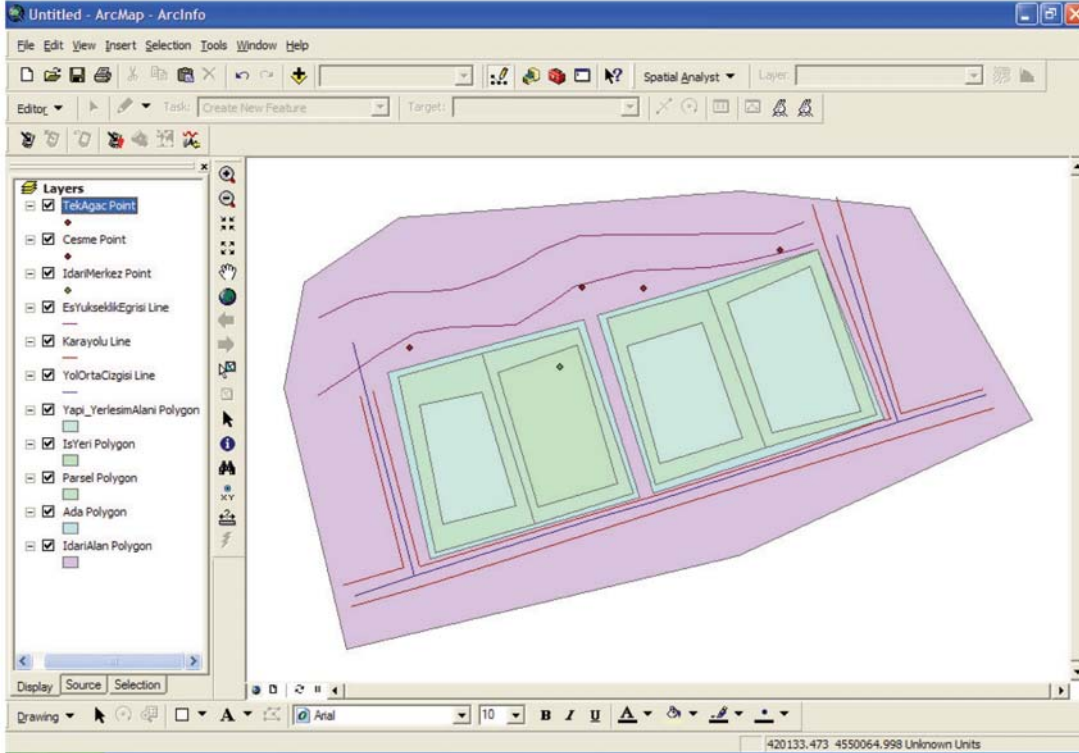 Untitled - ArcMap - ArcInfo
File Edit View Insert Selection Tools Window Help
Spatial Analyst Layer:
Editor Task: Create New Feature Target:
Layers
TekAgac Point
Cesme Point
IdariMerkez Point
EsYukseklikEgrisi Line
Karayolu Line
YolOrtaCizgisi Line
Yapi_YerlesimAlani Polygon
IsYeri Polygon
Parsel Polygon
Ada Polygon
IdariAlan Polygon
XY
Display Source Selection
Drawing A Arial 10 B I U A
420133.473 4550064.998 Unknown Units